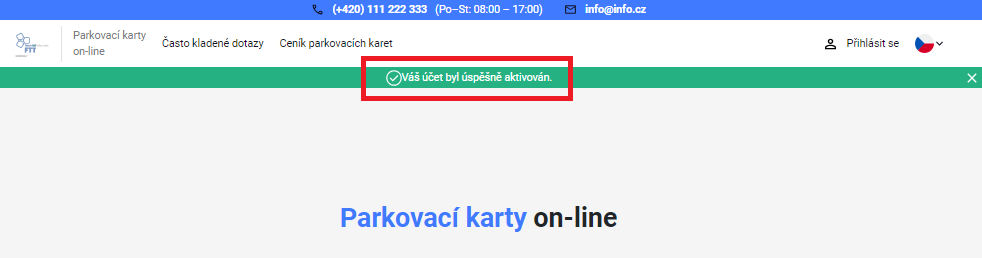 (+420) 111 222 333 (Po–St: 08:00 – 17:00) info@info.cz
Parkovací karty
on-line
Často kladené dotazy Ceník parkovacích karet Přihlásit se
FTT
Váš účet byl úspěšně aktivován.
Parkovací karty on-line